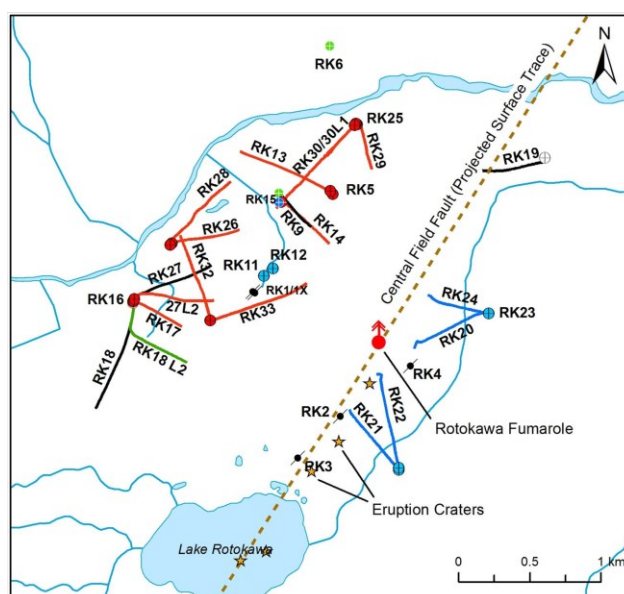 N
RK6
RK25
RK30/30L1
RK13
RK29
Central Field Fault (Projected Surface Trace)
RK19
RK28
RK5
RK15
RK9
RK14
RK26
RK32
RK12
RK11
RK27
RK1/1X
RK16
27L2
RK33
RK24
RK23
RK17
RK20
RK18 L2
RK18
RK4
RK22
RK2
RK21
Rotokawa Fumarole
RK3
Eruption Craters
Lake Rotokawa
0 0.5 1 km